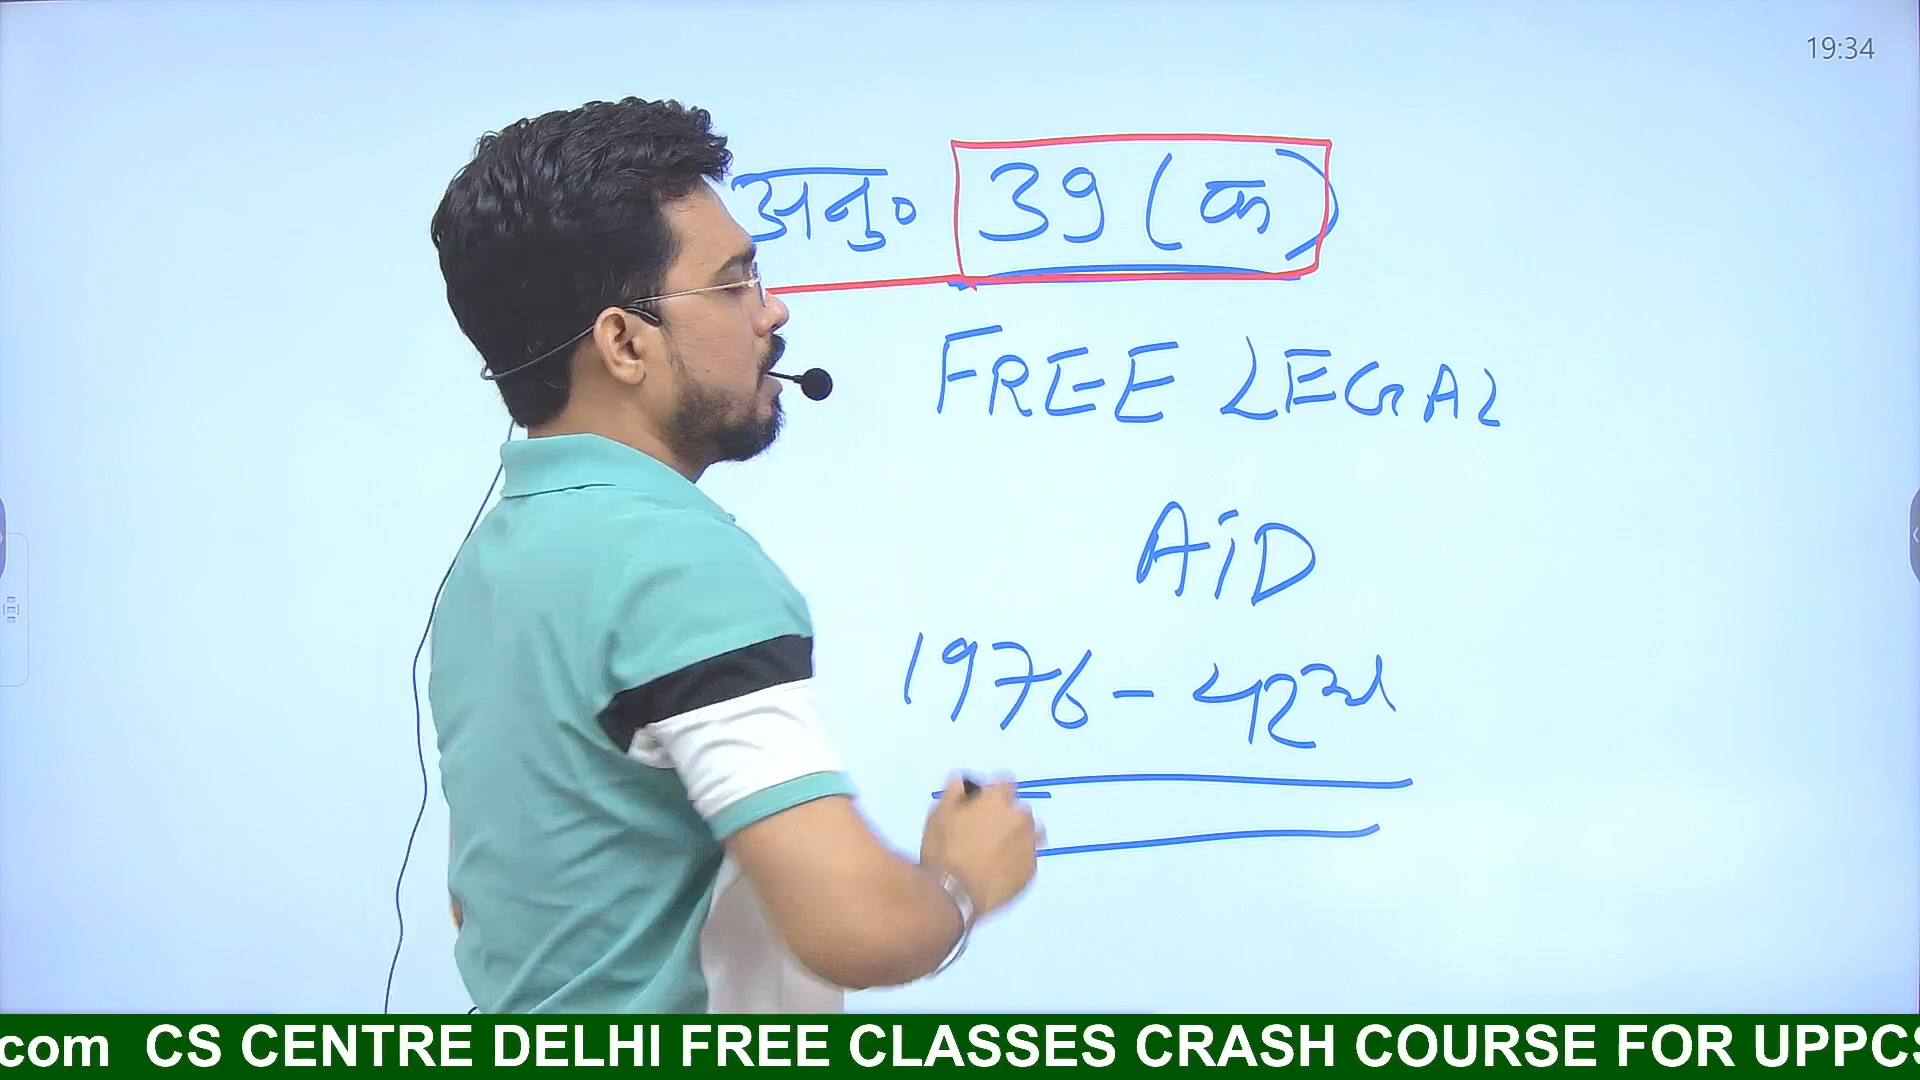 19:34
अनु० 39 (क)
FREE LEGAL
AID
1976 - 42nd
com CS CENTRE DELHI FREE CLASSES CRASH COURSE FOR UPPCS